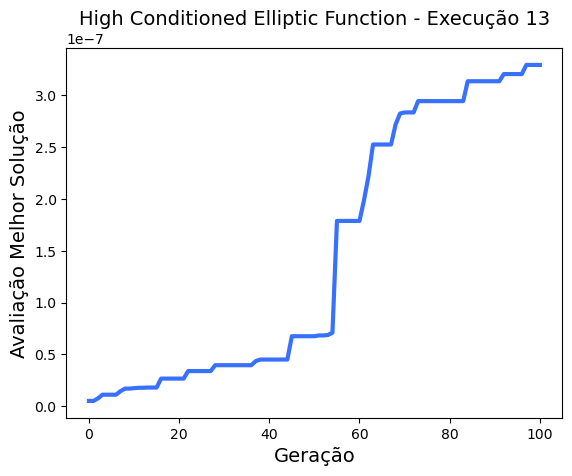 High Conditioned Elliptic Function - Execução 13
1e−7
3.0
2.5
2.0
1.5
1.0
0.5
0.0
Avaliação Melhor Solução
0 20 40 60 80 100
Geração